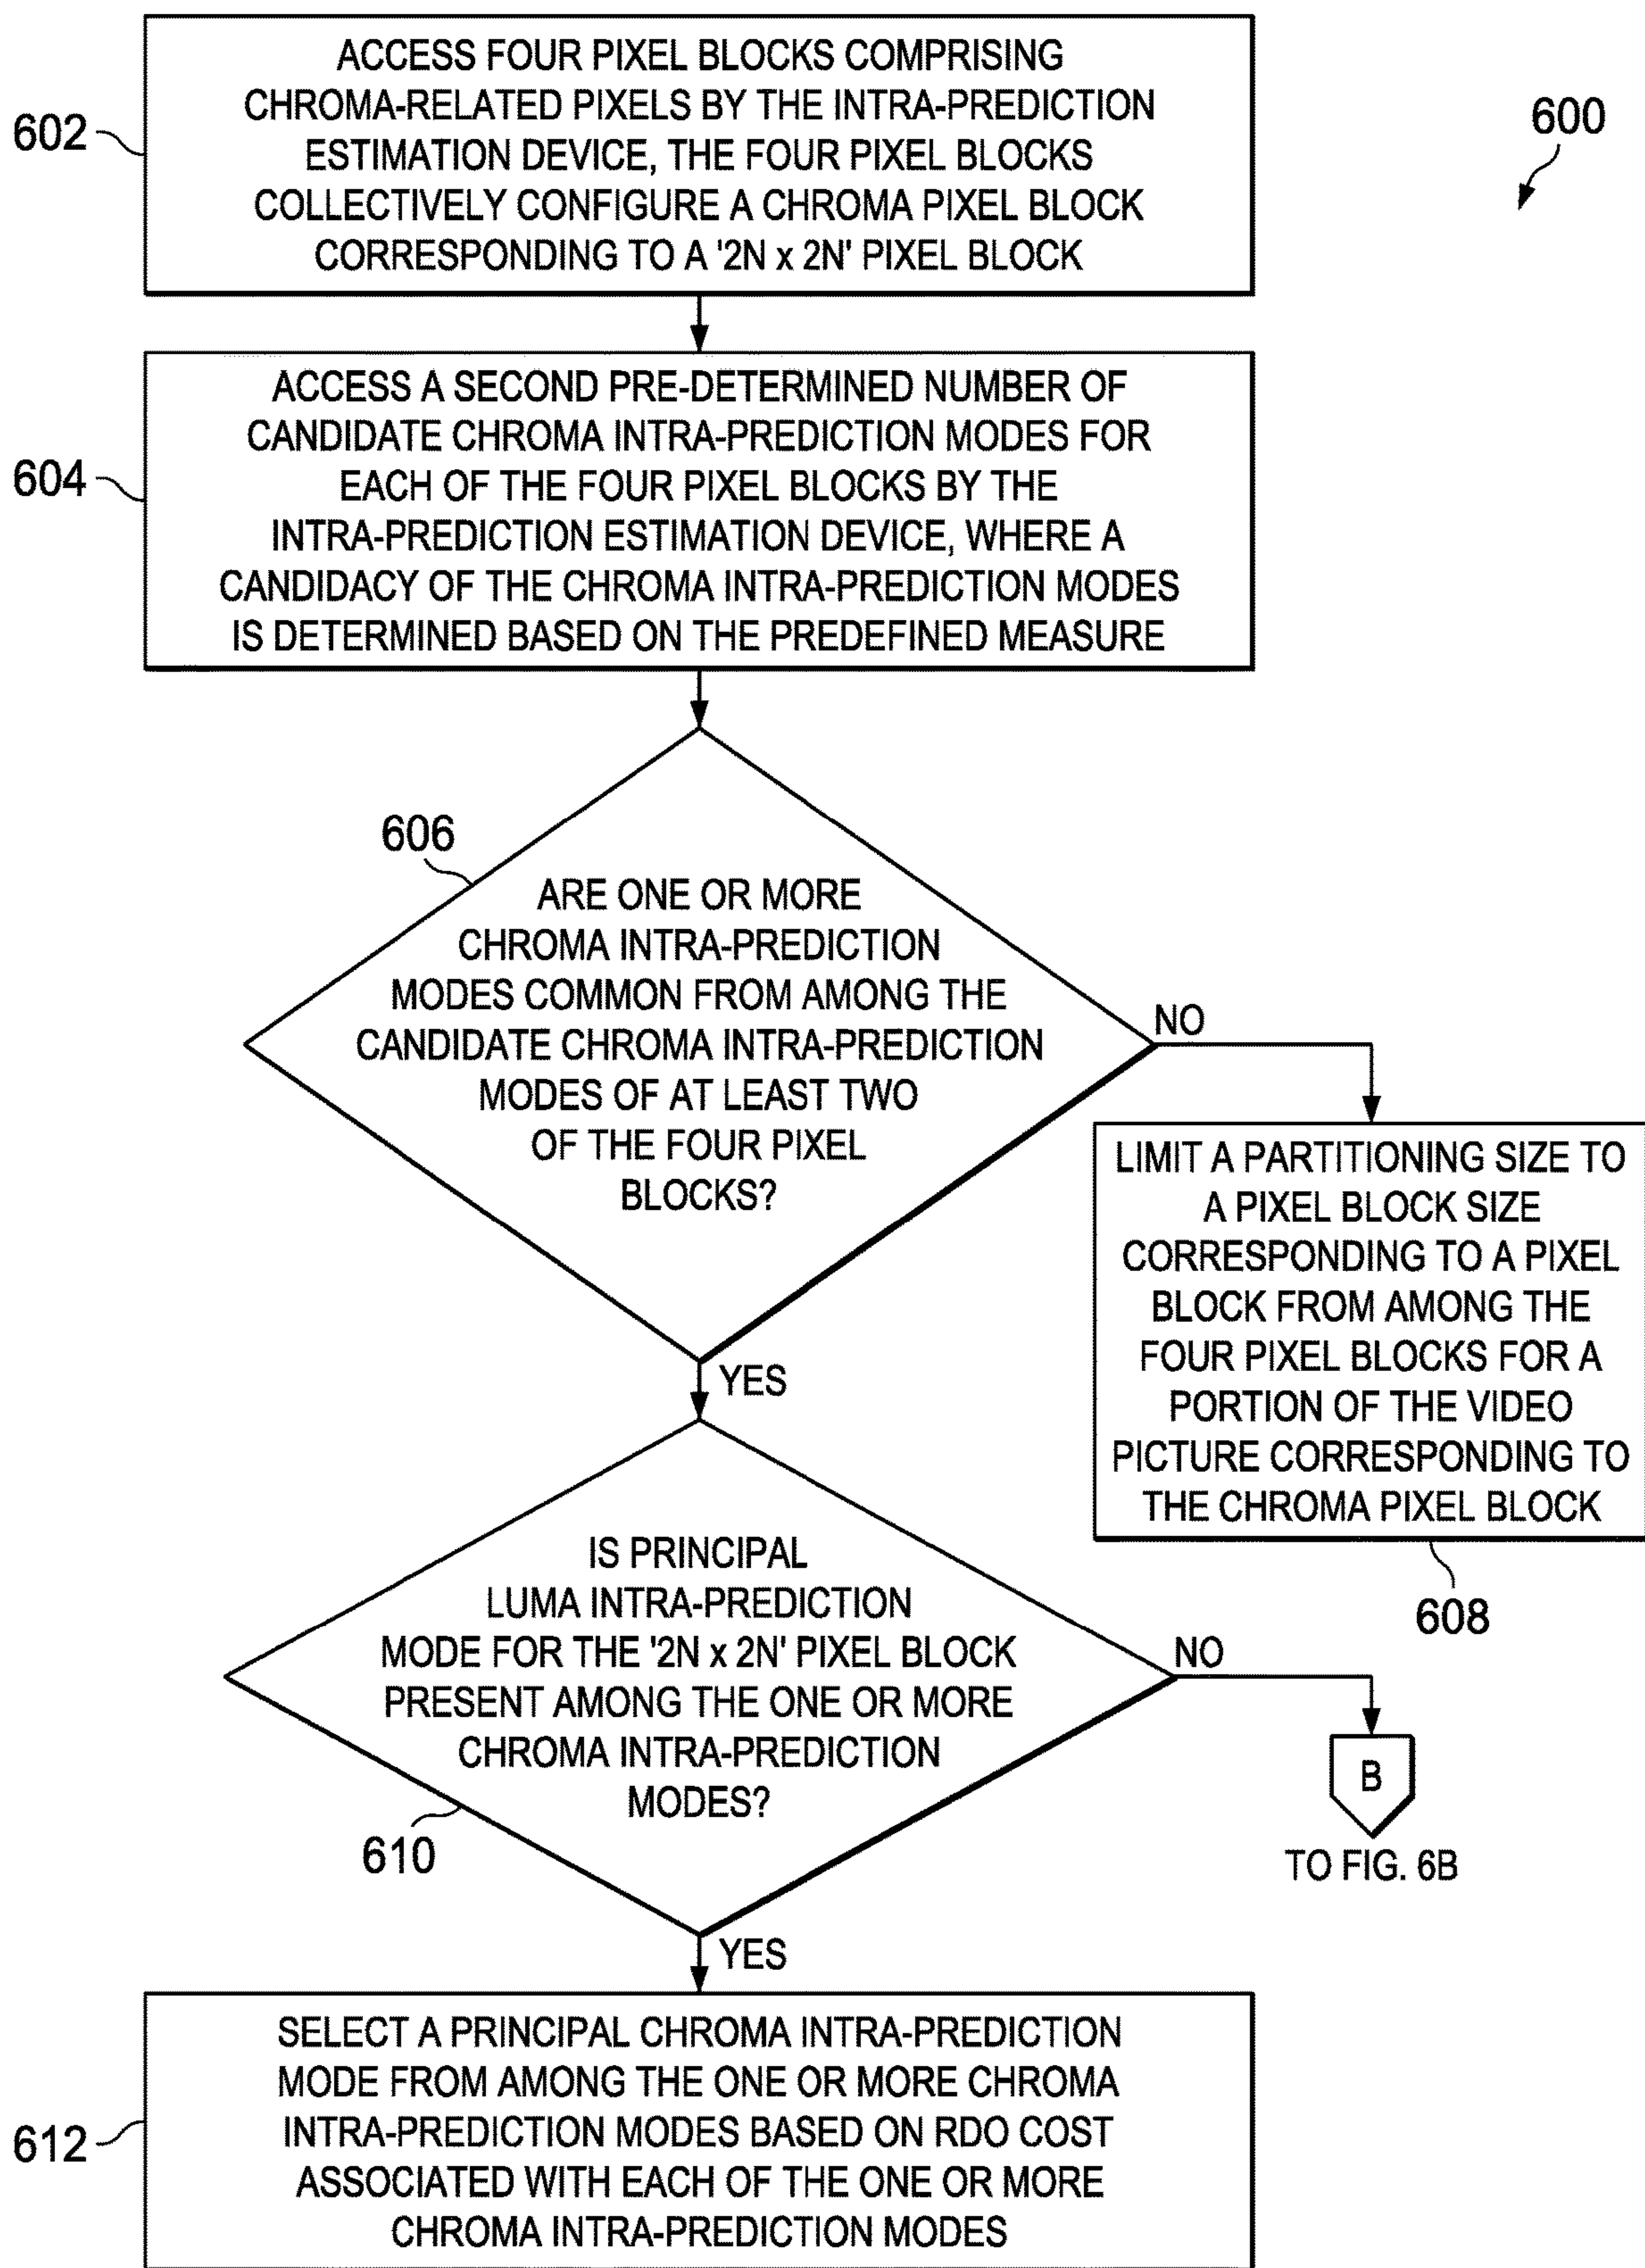 600
602
ACCESS FOUR PIXEL BLOCKS COMPRISING
CHROMA-RELATED PIXELS BY THE INTRA-PREDICTION
ESTIMATION DEVICE, THE FOUR PIXEL BLOCKS
COLLECTIVELY CONFIGURE A CHROMA PIXEL BLOCK
CORRESPONDING TO A '2N x 2N' PIXEL BLOCK
604
ACCESS A SECOND PRE-DETERMINED NUMBER OF
CANDIDATE CHROMA INTRA-PREDICTION MODES FOR
EACH OF THE FOUR PIXEL BLOCKS BY THE
INTRA-PREDICTION ESTIMATION DEVICE, WHERE A
CANDIDACY OF THE CHROMA INTRA-PREDICTION MODES
IS DETERMINED BASED ON THE PREDEFINED MEASURE
606
ARE ONE OR MORE
CHROMA INTRA-PREDICTION
MODES COMMON FROM AMONG THE
CANDIDATE CHROMA INTRA-PREDICTION
MODES OF AT LEAST TWO
OF THE FOUR PIXEL
BLOCKS?
NO
LIMIT A PARTITIONING SIZE TO
A PIXEL BLOCK SIZE
CORRESPONDING TO A PIXEL
BLOCK FROM AMONG THE
FOUR PIXEL BLOCKS FOR A
PORTION OF THE VIDEO
PICTURE CORRESPONDING TO
THE CHROMA PIXEL BLOCK
608
YES
IS PRINCIPAL
LUMA INTRA-PREDICTION
MODE FOR THE '2N x 2N' PIXEL BLOCK
PRESENT AMONG THE ONE OR MORE
CHROMA INTRA-PREDICTION
MODES?
610
NO
B
TO FIG. 6B
YES
612
SELECT A PRINCIPAL CHROMA INTRA-PREDICTION
MODE FROM AMONG THE ONE OR MORE CHROMA
INTRA-PREDICTION MODES BASED ON RDO COST
ASSOCIATED WITH EACH OF THE ONE OR MORE
CHROMA INTRA-PREDICTION MODES